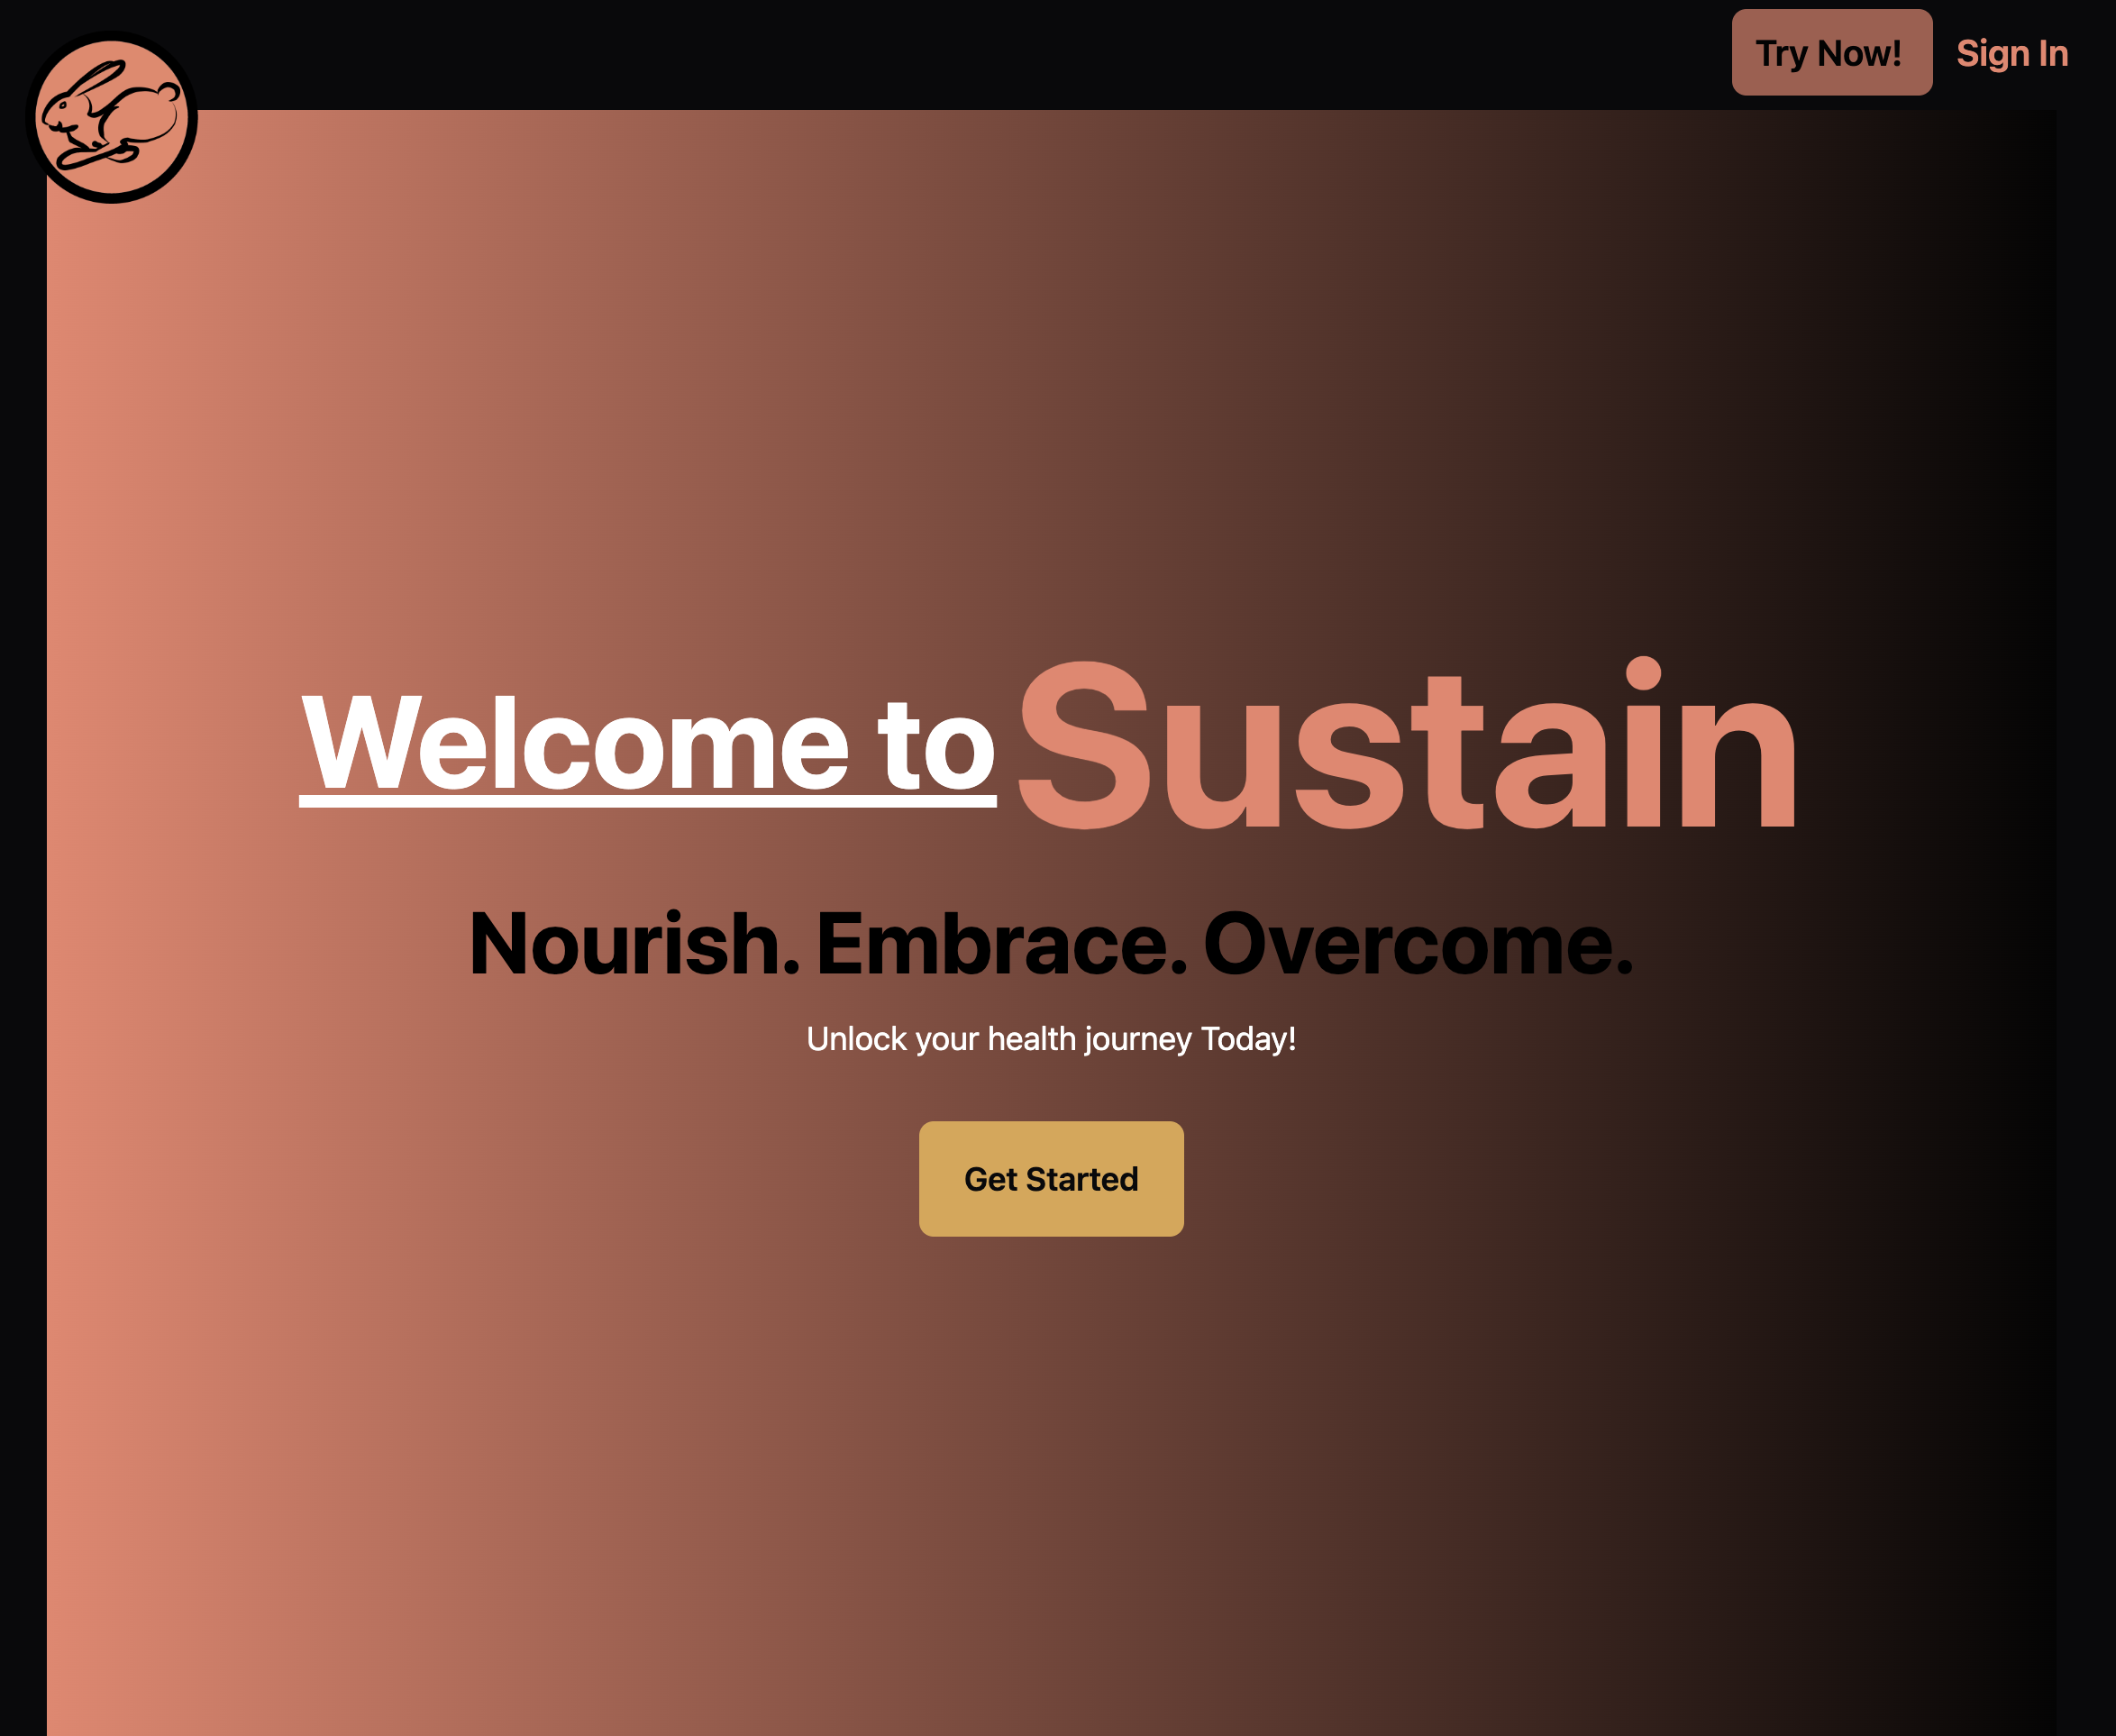 Try Now! Sign In
Welcome to Sustain
Nourish. Embrace. Overcome.
Unlock your health journey Today!
Get Started